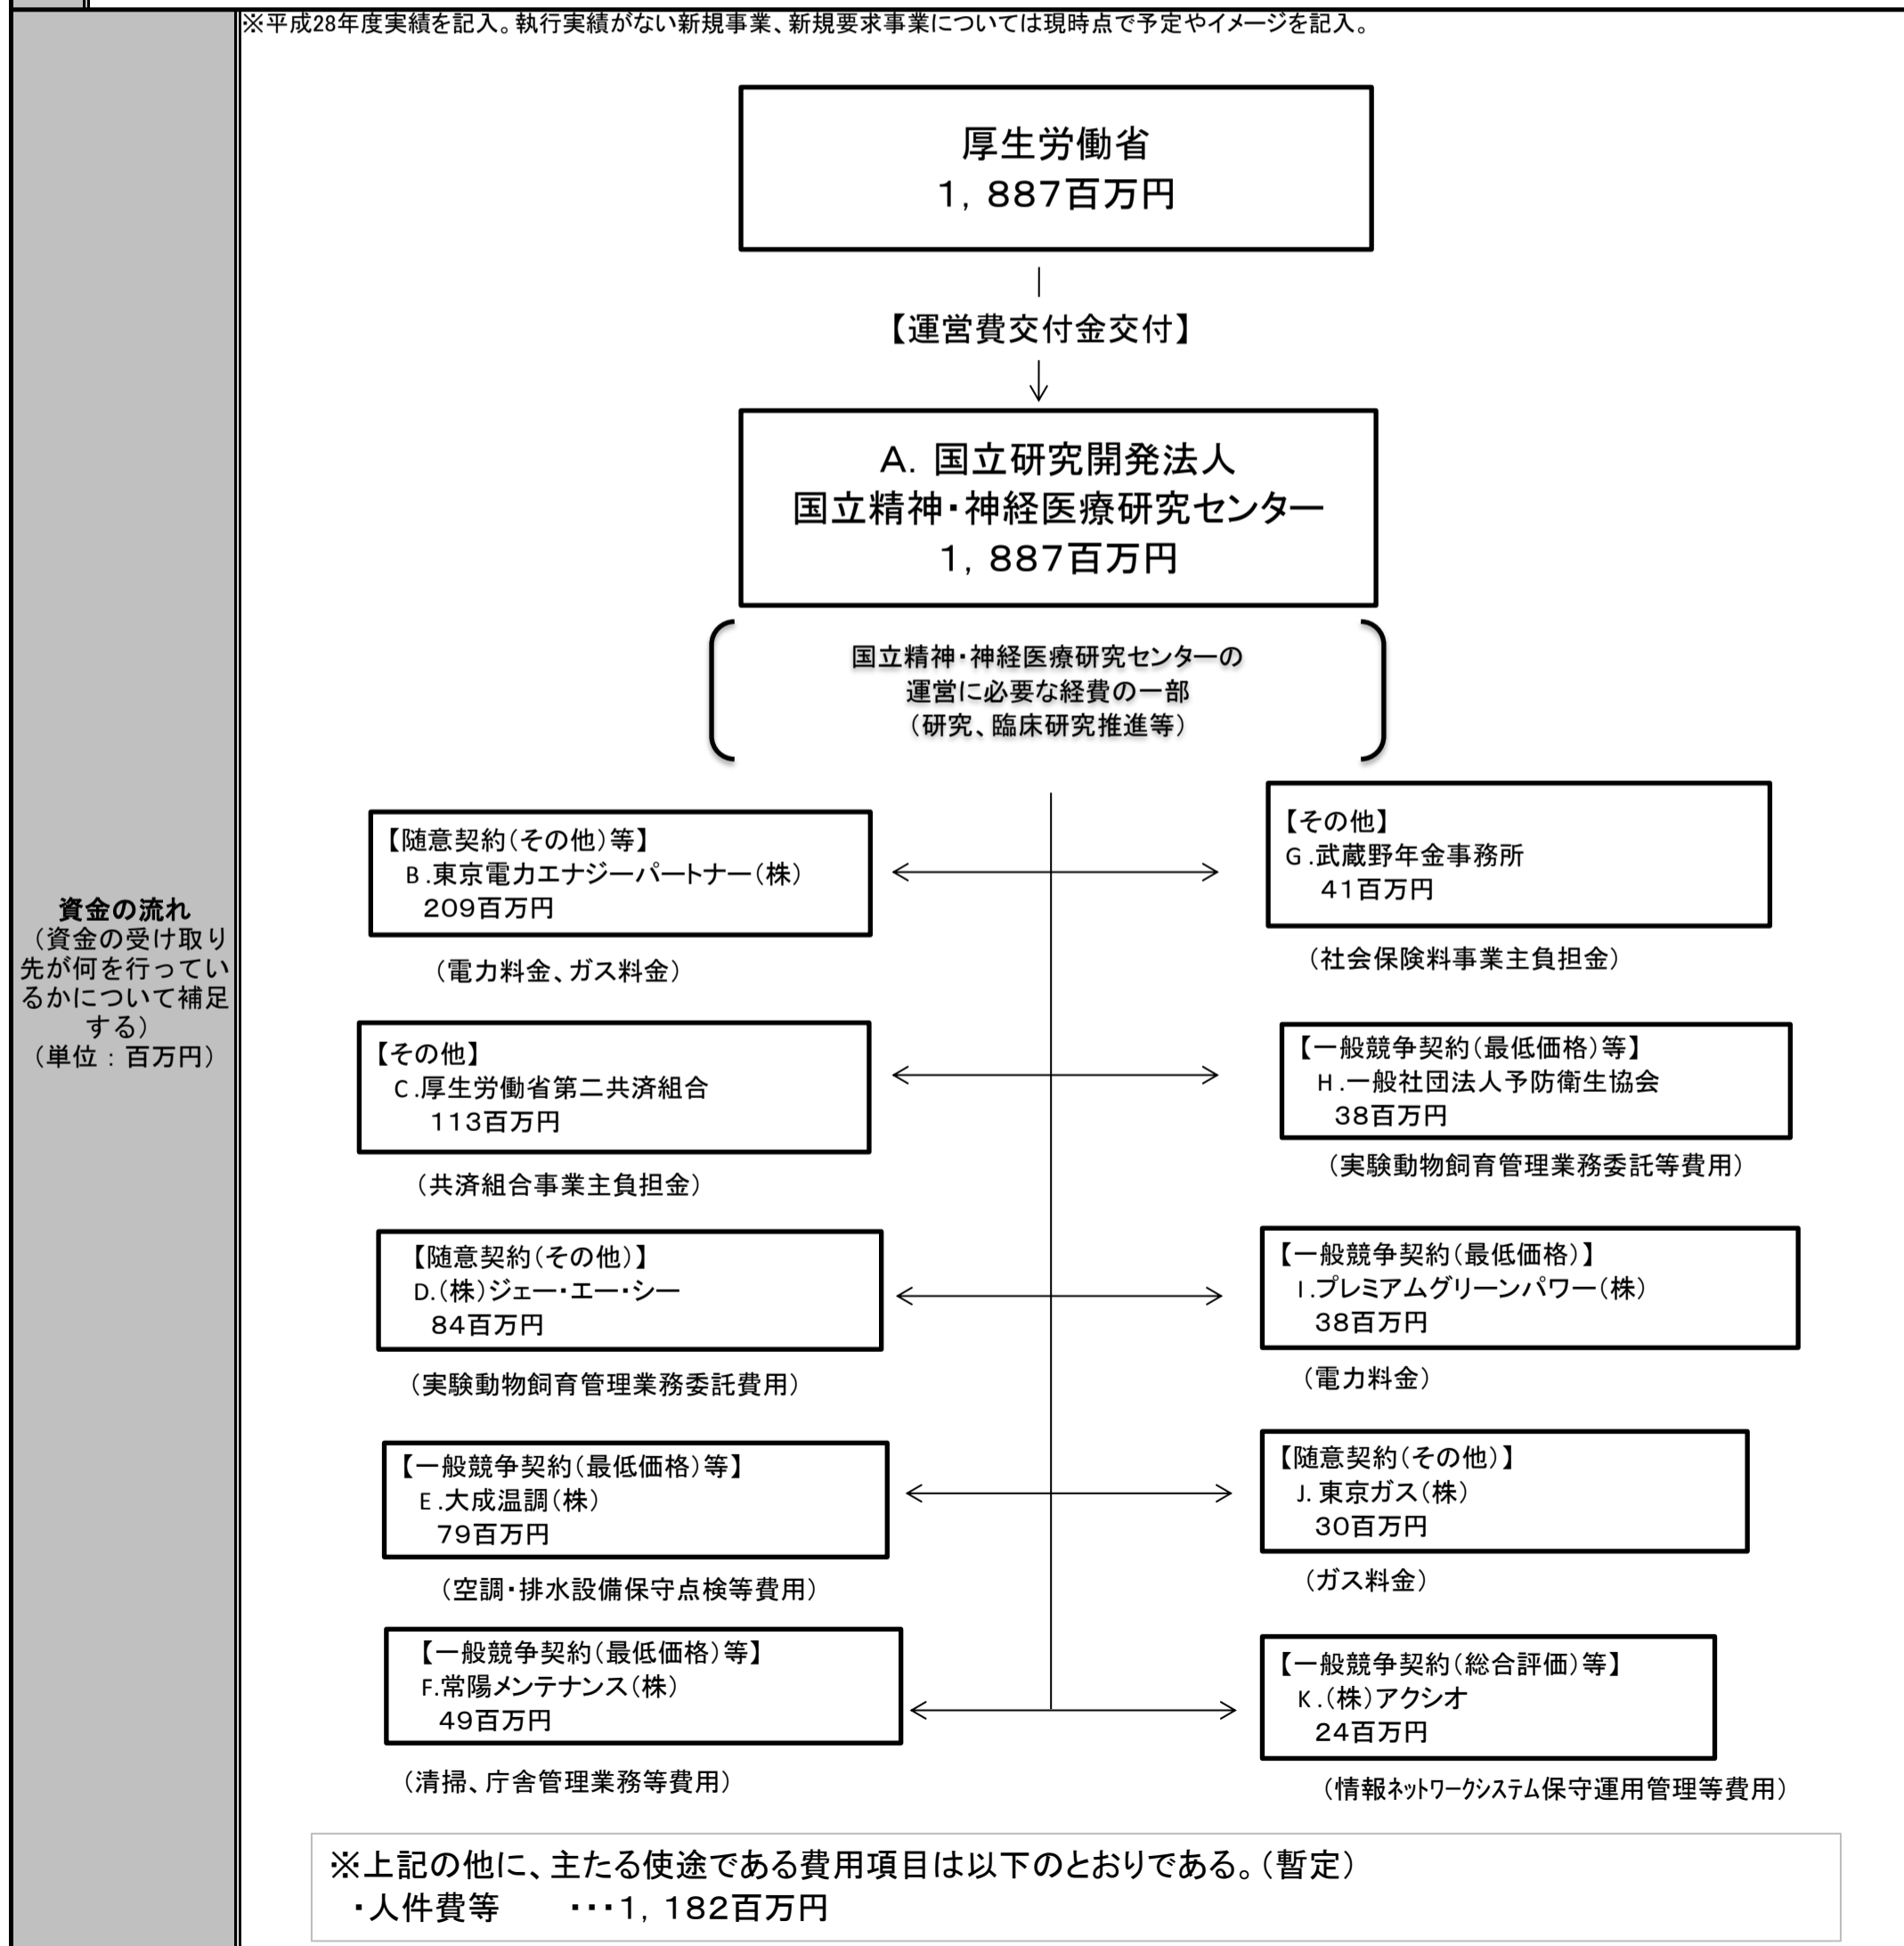 ※平成28年度実績を記入。執行実績がない新規事業、新規要求事業については現時点で予定やイメージを記入。
資金の流れ
（資金の受け取り
先が何を行ってい
るかについて補足
する）
（単位：百万円）
厚生労働省
１，８８７百万円
【運営費交付金交付】
A．国立研究開発法人
国立精神・神経医療研究センター
１，８８７百万円
国立精神・神経医療研究センターの
運営に必要な経費の一部
（研究、臨床研究推進等）
【随意契約（その他）等】
B．東京電力エナジーパートナー（株）
２０９百万円
（電力料金、ガス料金）
【その他】
G．武蔵野年金事務所
４１百万円
（社会保険料事業主負担金）
【その他】
C．厚生労働省第二共済組合
１１３百万円
（共済組合事業主負担金）
【一般競争契約（最低価格）等】
H．一般社団法人予防衛生協会
３８百万円
（実験動物飼育管理業務委託等費用）
【随意契約（その他）】
D．（株）ジェー・エー・シー
８４百万円
（実験動物飼育管理業務委託費用）
【一般競争契約（最低価格）】
I．プレミアムグリーンパワー（株）
３８百万円
（電力料金）
【一般競争契約（最低価格）等】
E．大成温調（株）
７９百万円
（空調・排水設備保守点検等費用）
【随意契約（その他）】
J．東京ガス（株）
３０百万円
（ガス料金）
【一般競争契約（最低価格）等】
F．常陽メンテナンス（株）
４９百万円
（清掃、庁舎管理業務等費用）
【一般競争契約（総合評価）等】
K．（株）アクシオ
２４百万円
（情報ﾈｯﾄﾜｰｸｼｽﾃﾑ保守運用管理等費用）
※上記の他に、主たる使途である費用項目は以下のとおりである。（暫定）
・人件費等　　・・・１，１８２百万円